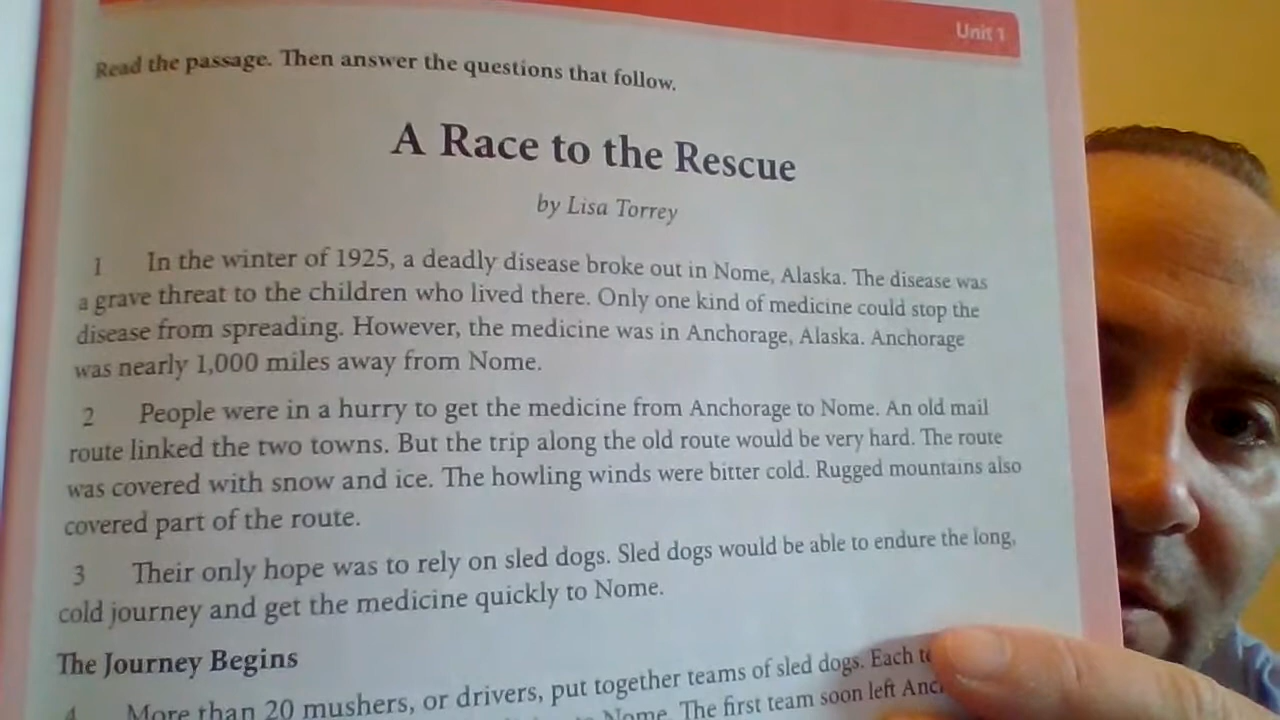 Unit 1
Read the passage. Then answer the questions that follow.
A Race to the Rescue
by Lisa Torrey
1 In the winter of 1925, a deadly disease broke out in Nome, Alaska. The disease was
a grave threat to the children who lived there. Only one kind of medicine could stop the
disease from spreading. However, the medicine was in Anchorage, Alaska. Anchorage
was nearly 1,000 miles away from Nome.
2 People were in a hurry to get the medicine from Anchorage to Nome. An old mail
route linked the two towns. But the trip along the old route would be very hard. The route
was covered with snow and ice. The howling winds were bitter cold. Rugged mountains also
covered part of the route.
3 Their only hope was to rely on sled dogs. Sled dogs would be able to endure the long,
cold journey and get the medicine quickly to Nome.
The Journey Begins
4 More than 20 mushers, or drivers, put together teams of sled dogs. Each
Nome. The first team soon left